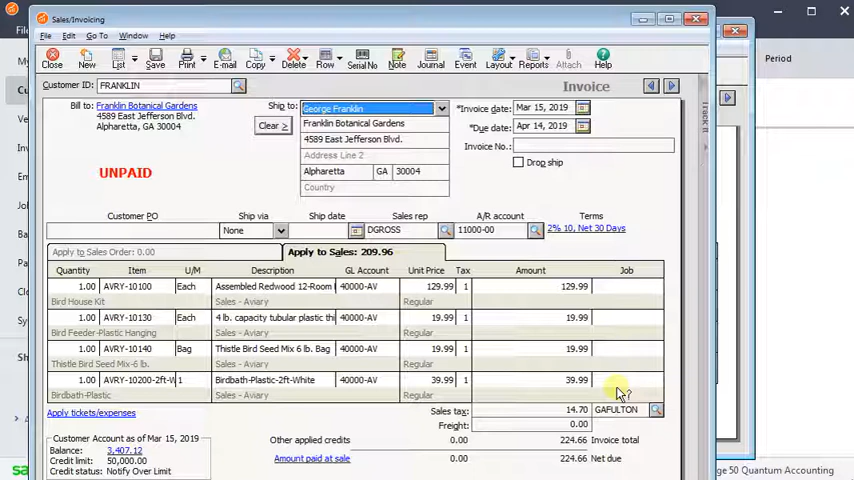 Sales/Invoicing
File Edit Go To Window Help
Close New List Save Print E-mail Copy Delete Row Serial No Note Journal Event Layout Reports Attach Help
Period
Customer ID: FRANKLIN
Invoice
Bill to: Franklin Botanical Gardens
4589 East Jefferson Blvd.
Alpharetta, GA 30004
UNPAID
Ship to: George Franklin
Clear >
Franklin Botanical Gardens
4589 East Jefferson Blvd.
Address Line 2
Alpharetta GA 30004
Country
*Invoice date: Mar 15, 2019
*Due date: Apr 14, 2019
Invoice No.:
Drop ship
Customer PO Ship via Ship date Sales rep A/R account Terms
None DGROSS 11000-00 2% 10, Net 30 Days
Apply to Sales Order: 0.00 Apply to Sales: 209.96
Quantity Item U/M Description GL Account Unit Price Tax Amount Job
1.00 AVRY-10100 Each Assembled Redwood 12-Room 40000-AV 129.99 1 129.99
Bird House Kit Sales - Aviary Regular
1.00 AVRY-10130 Each 4 lb. capacity tubular plastic thi 40000-AV 19.99 1 19.99
Bird Feeder-Plastic Hanging Sales - Aviary Regular
1.00 AVRY-10140 Bag Thistle Bird Seed Mix 6 lb. Bag 40000-AV 19.99 1 19.99
Thistle Bird Seed Mix-6 lb. Sales - Aviary Regular
1.00 AVRY-10200-2ft-W 1 Birdbath-Plastic-2ft-White 40000-AV 39.99 1 39.99
Birdbath-Plastic Sales - Aviary Regular
Apply tickets/expenses
Sales tax: 14.70 GAFULTON
Freight: 0.00
Customer Account as of Mar 15, 2019
Balance: 3,407.12
Credit limit: 50,000.00
Credit status: Notify Over Limit
Other applied credits 0.00 224.66 Invoice total
Amount paid at sale 0.00 224.66 Net due
Track It
ge 50 Quantum Accounting